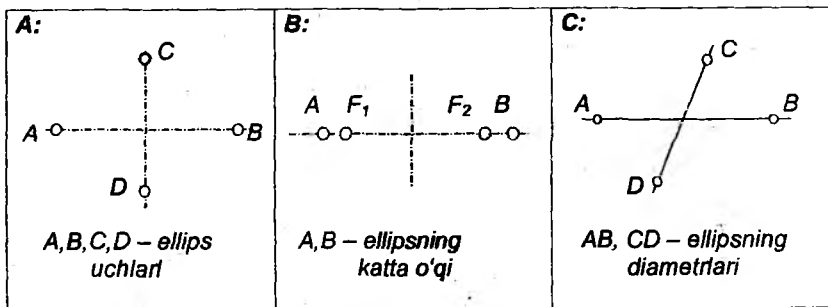 A:
C
A
B
D
A,B,C,D – ellips
uchlari
B:
A F₁ F₂ B
A,B – ellipsning
katta o'qi
C:
C
A
B
D
AB, CD – ellipsning
diametrlari